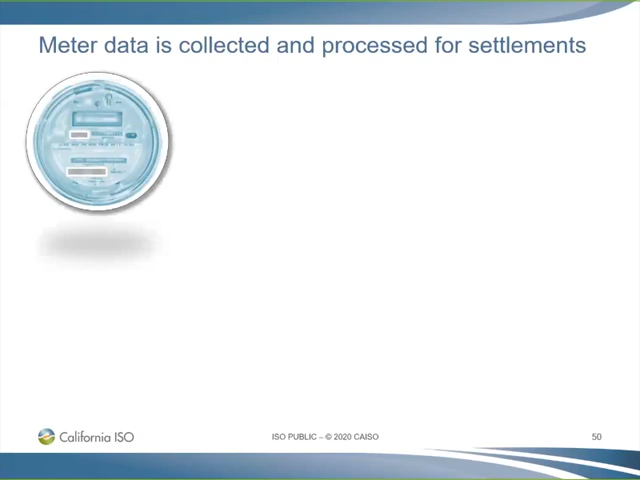 Meter data is collected and processed for settlements
California ISO
ISO PUBLIC – © 2020 CAISO
50